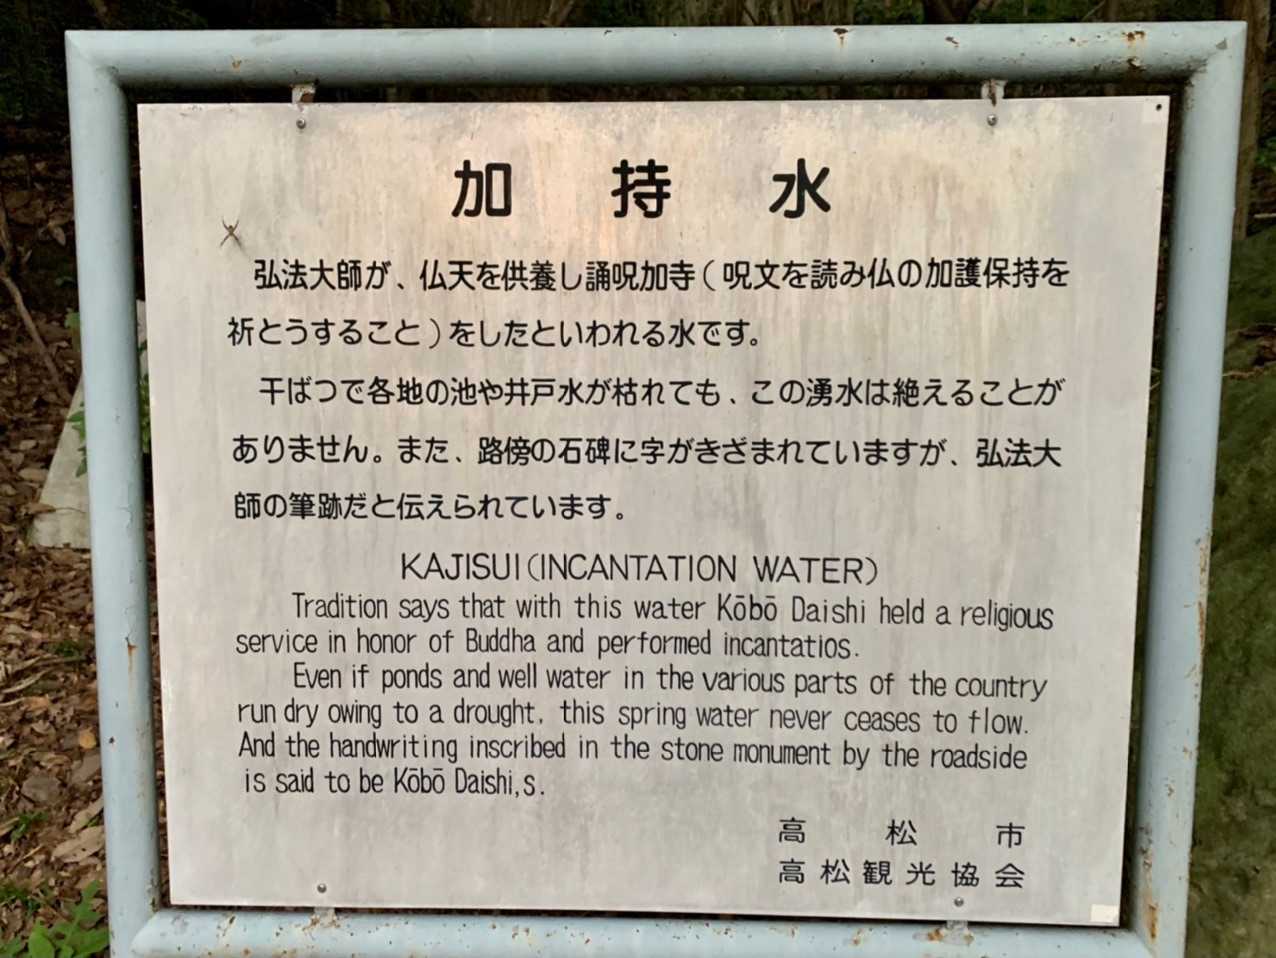 加持水
弘法大師が、仏天を供養し誦呪加寺（呪文を読み仏の加護保持を
祈とうすること）をしたといわれる水です。
干ばつで各地の池や井戸水が枯れても、この湧水は絶えることが
ありません。また、路傍の石碑に字がきざまれていますが、弘法大
師の筆跡だと伝えられています。
KAJISUI(INCANTATION WATER)
Tradition says that with this water Kōbō Daishi held a religious
service in honor of Buddha and performed incantatios.
Even if ponds and well water in the various parts of the country
run dry owing to a drought, this spring water never ceases to flow.
And the handwriting inscribed in the stone monument by the roadside
is said to be Kōbō Daishi,s.
高松市
高松観光協会